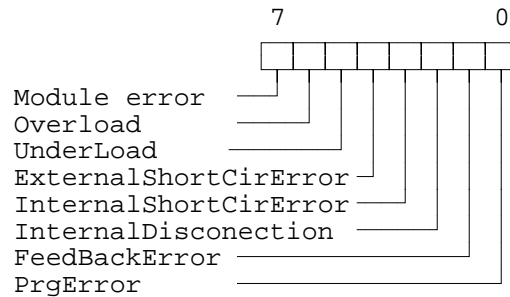 7 0
Module error
Overload
UnderLoad
ExternalShortCirError
InternalShortCirError
InternalDisconection
FeedBackError
PrgError